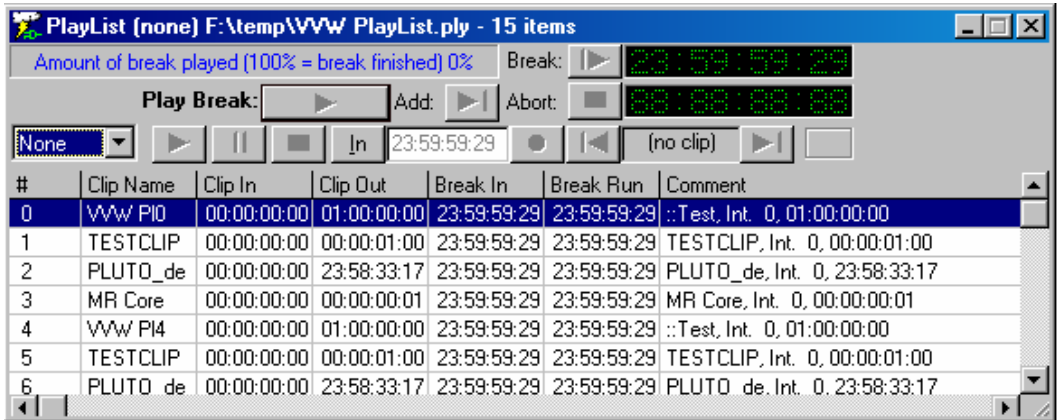 PlayList (none) F:\temp\VVW PlayList.ply - 15 items
Amount of break played (100% = break finished) 0% Break: 23:59:59:29
Play Break: Add: Abort: 88:88:88:88
None In 23:59:59:29 (no clip)
# Clip Name Clip In Clip Out Break In Break Run Comment
0 VVW PI0 00:00:00:00 01:00:00:00 23:59:59:29 23:59:59:29 ::Test, Int. 0, 01:00:00:00
1 TESTCLIP 00:00:00:00 00:00:01:00 23:59:59:29 23:59:59:29 TESTCLIP, Int. 0, 00:00:01:00
2 PLUTO_de 00:00:00:00 23:58:33:17 23:59:59:29 23:59:59:29 PLUTO_de, Int. 0, 23:58:33:17
3 MR Core 00:00:00:00 00:00:00:01 23:59:59:29 23:59:59:29 MR Core, Int. 0, 00:00:00:01
4 VVW PI4 00:00:00:00 01:00:00:00 23:59:59:29 23:59:59:29 ::Test, Int. 0, 01:00:00:00
5 TESTCLIP 00:00:00:00 00:00:01:00 23:59:59:29 23:59:59:29 TESTCLIP, Int. 0, 00:00:01:00
6 PLUTO_de 00:00:00:00 23:58:33:17 23:59:59:29 23:59:59:29 PLUTO_de, Int. 0, 23:58:33:17